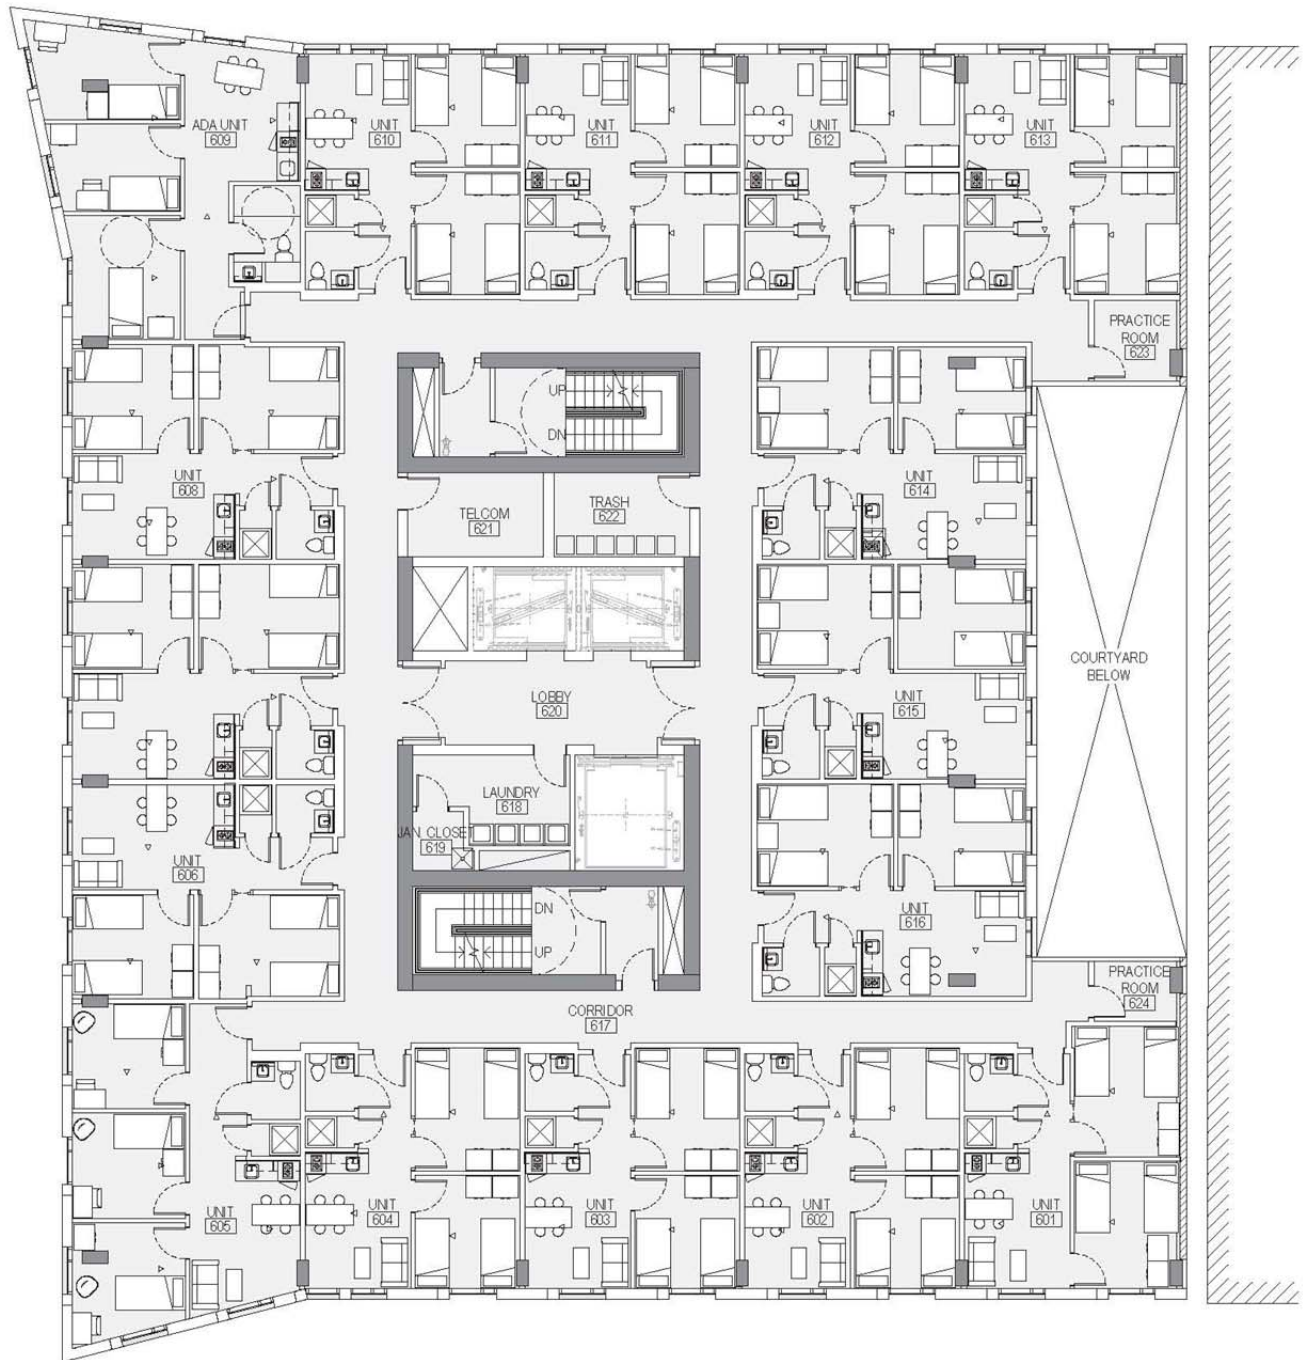 ADA UNIT
609
UNIT
610
UNIT
611
UNIT
612
UNIT
613
PRACTICE
ROOM
623
UP
DN
UNIT
608
TELCOM
621
TRASH
622
UNIT
614
COURTYARD
BELOW
LOBBY
620
UNIT
615
LAUNDRY
618
JAN. CLOSET
619
UNIT
606
DN
UP
UNIT
616
PRACTICE
ROOM
624
CORRIDOR
617
UNIT
605
UNIT
604
UNIT
603
UNIT
602
UNIT
601